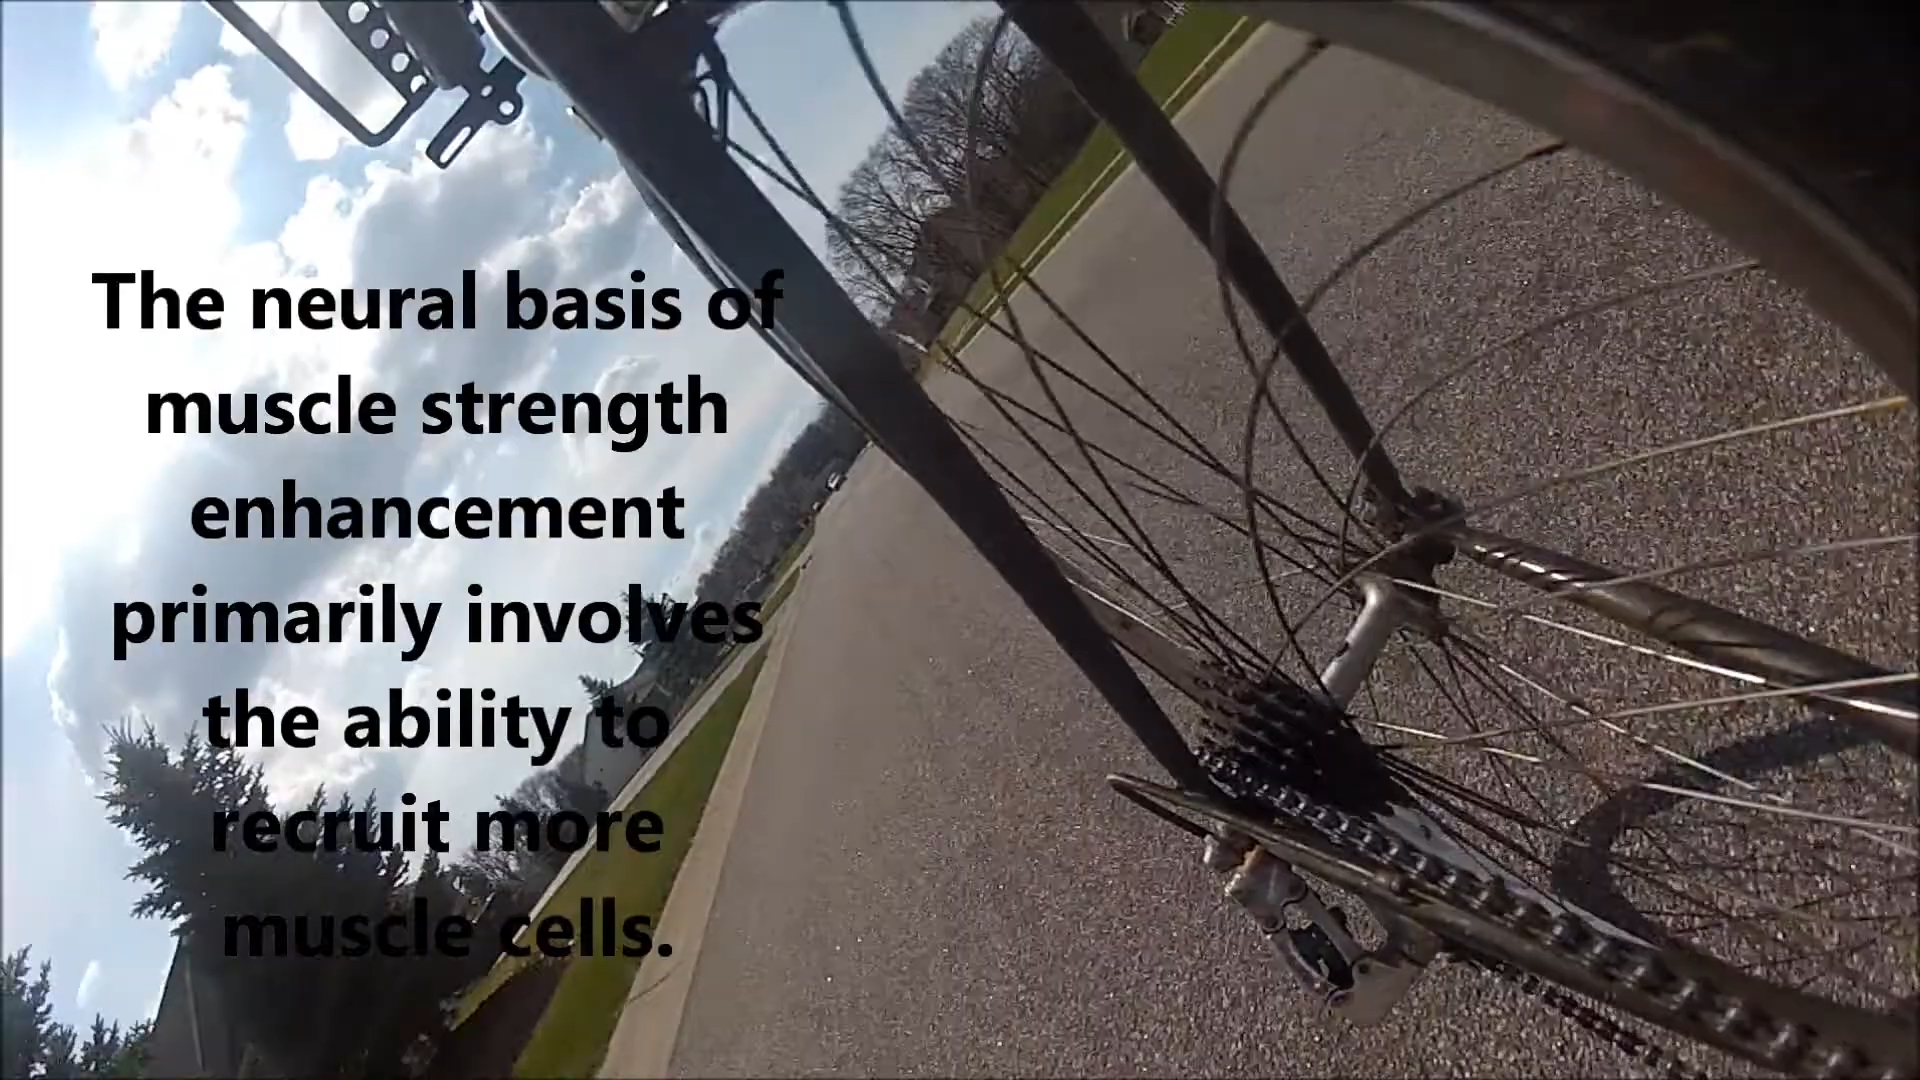 The neural basis of
muscle strength
enhancement
primarily involves
the ability to
recruit more
muscle cells.